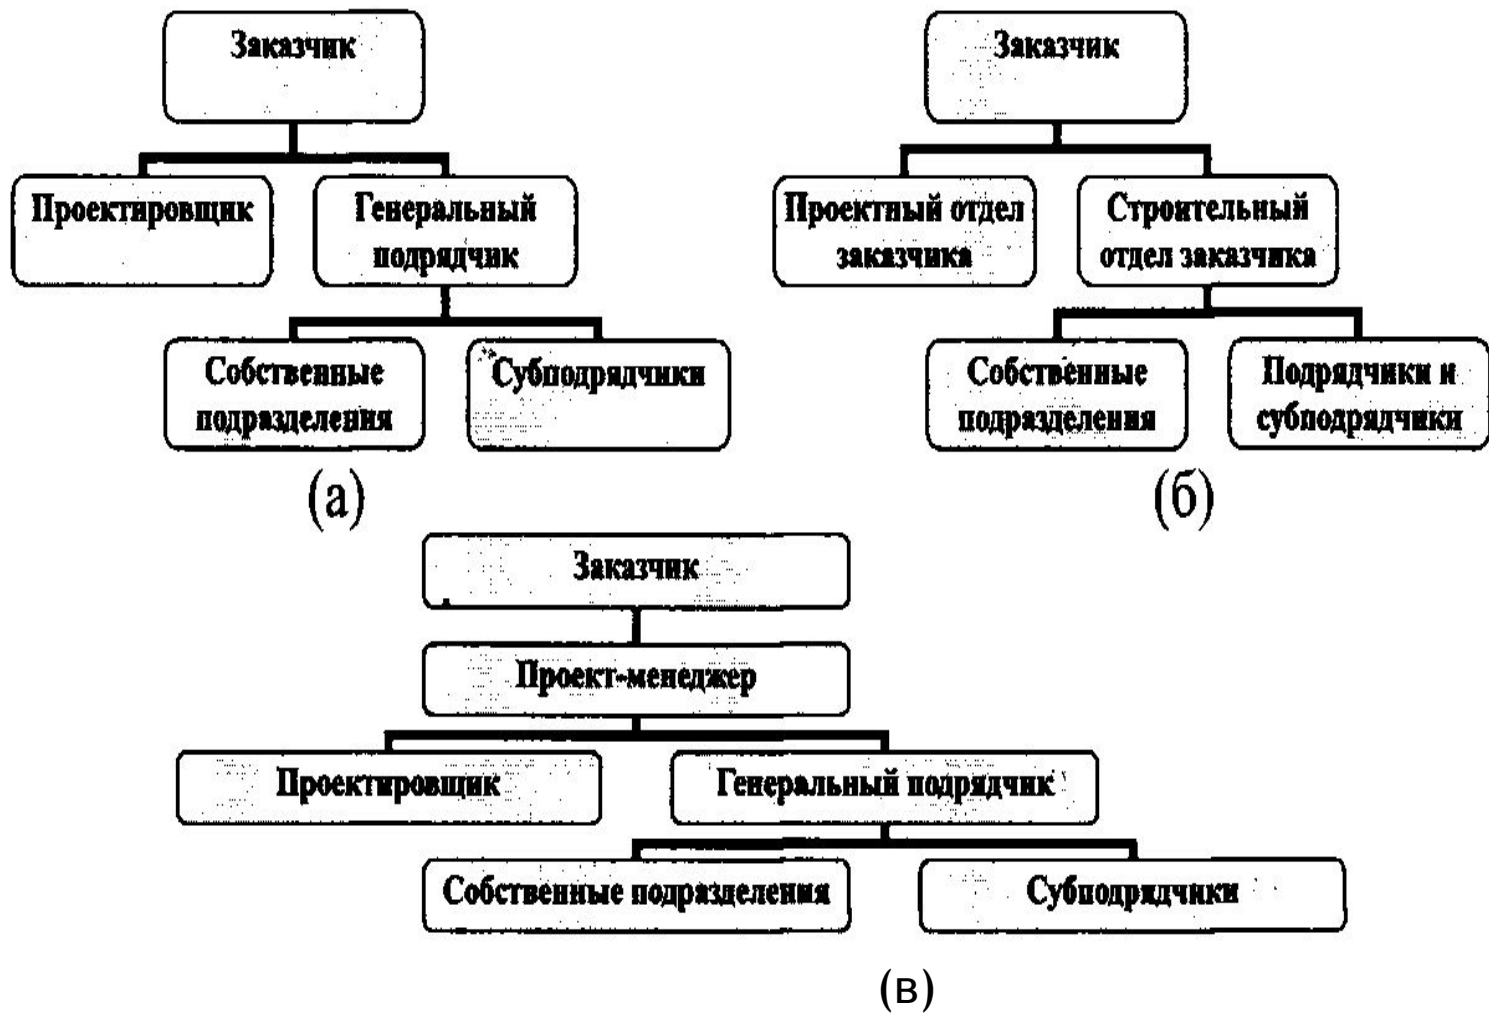 Заказчик
Проектировщик
Генеральный
подрядчик
Собственные
подразделения
Субподрядчики
(а)
Заказчик
Проектный отдел
заказчика
Строительный
отдел заказчика
Собственные
подразделения
Подрядчики и
субподрядчики
(б)
Заказчик
Проект-менеджер
Проектировщик
Генеральный подрядчик
Собственные подразделения
Субподрядчики
(в)